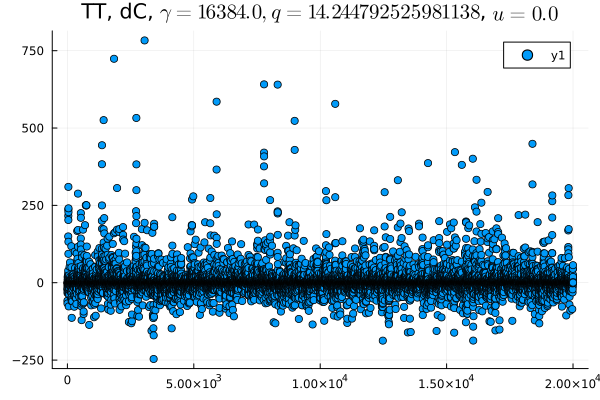 TT, dC, γ = 16384.0, q = 14.244792525981138, u = 0.0
750
y1
500
250
0
−250
0 5.00×10³ 1.00×10⁴ 1.50×10⁴ 2.00×10⁴